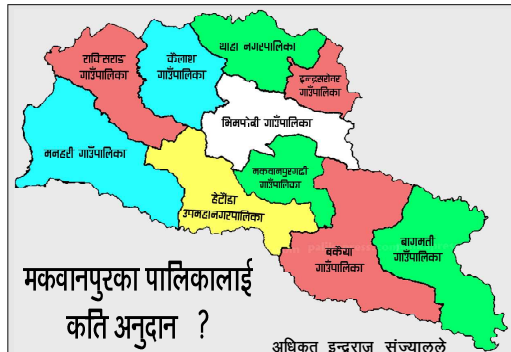 राक्सिराङ
गाउँपालिका
कैलाश
गाउँपालिका
थाहा नगरपालिका
इन्द्रसरोवर
गाउँपालिका
भिमफेदी गाउँपालिका
मनहरी गाउँपालिका
मकवानपुरगढी
गाउँपालिका
हेटौंडा
उपमहानगरपालिका
बकैया
गाउँपालिका
बागमती
गाउँपालिका
मकवानपुरका पालिकालाई
कति अनुदान ?
अधिकृत इन्द्रराज संज्यालले